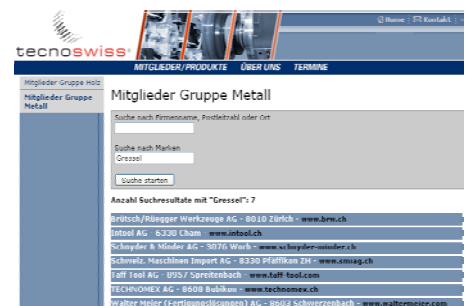 Home Kontakt
tecnoswiss
MITGLIEDER/PRODUKTE ÜBER UNS TERMINE
Mitglieder Gruppe Holz
Mitglieder Gruppe Metall
Mitglieder Gruppe Metall
Suche nach Firmenname, Postleitzahl oder Ort
Suche nach Marken
Gressel
Suche starten
Anzahl Suchresultate mit "Gressel": 7
Brütsch/Rüegger Werkzeuge AG - 8010 Zürich - www.brw.ch
Intool AG - 6330 Cham - www.intool.ch
Schnyder & Minder AG - 3076 Worb - www.schnyder-minder.ch
Schweiz. Maschinen Import AG - 8330 Pfäffikon ZH - www.smiag.ch
Taff Tool AG - 8957 Spreitenbach - www.taff-tool.com
TECHNOMEX AG - 8608 Bubikon - www.technomex.ch
Walter Meier (Fertigungslösungen) AG - 8603 Schwerzenbach - www.waltermeier.com